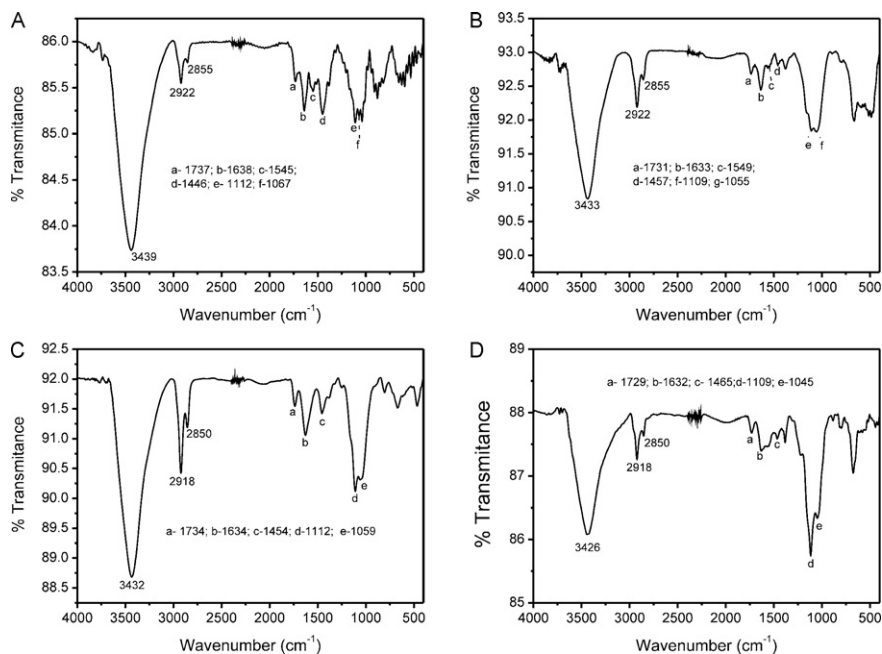 A
86.0
85.5
85.0
84.5
84.0
83.5
% Transmitance
2855
2922
a
b
c
d
e
f
a- 1737; b-1638; c-1545;
d-1446; e- 1112; f-1067
3439
4000 3500 3000 2500 2000 1500 1000 500
Wavenumber (cm⁻¹)
B
93.0
92.5
92.0
91.5
91.0
90.5
90.0
% Transmitance
2855
2922
a
b
c
d
e f
a-1731; b-1633; c-1549;
d-1457; f-1109; g-1055
3433
4000 3500 3000 2500 2000 1500 1000 500
Wavenumber (cm⁻¹)
C
92.5
92.0
91.5
91.0
90.5
90.0
89.5
89.0
88.5
% Transmitance
2850
2918
a
b
c
d
e
a- 1734; b-1634; c-1454; d-1112; e-1059
3432
4000 3500 3000 2500 2000 1500 1000 500
Wavenumber (cm⁻¹)
D
89
88
87
86
85
% Transmitance
a- 1729; b-1632; c- 1465;d-1109; e-1045
2850
2918
a
b
c
d
e
3426
4000 3500 3000 2500 2000 1500 1000 500
Wavenumber (cm⁻¹)